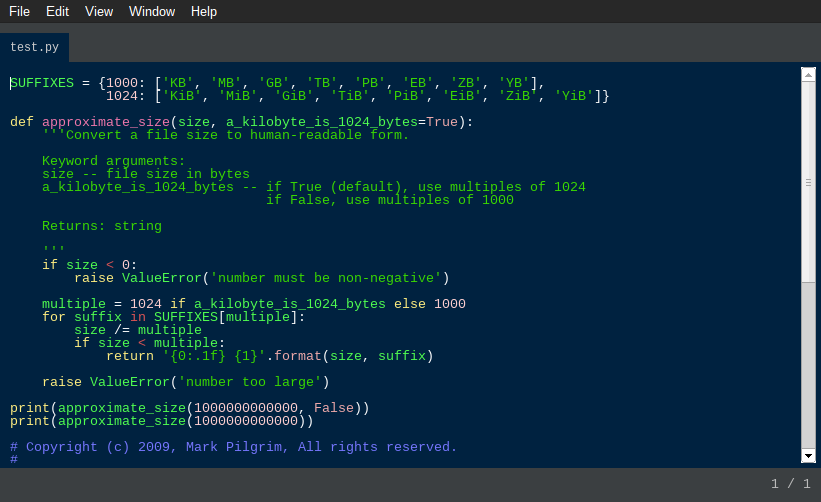 File Edit View Window Help
test.py
SUFFIXES = {1000: ['KB', 'MB', 'GB', 'TB', 'PB', 'EB', 'ZB', 'YB'],
            1024: ['KiB', 'MiB', 'GiB', 'TiB', 'PiB', 'EiB', 'ZiB', 'YiB']}
def approximate_size(size, a_kilobyte_is_1024_bytes=True):
    '''Convert a file size to human-readable form.
    Keyword arguments:
    size -- file size in bytes
    a_kilobyte_is_1024_bytes -- if True (default), use multiples of 1024
                                if False, use multiples of 1000
    Returns: string
    '''
    if size < 0:
        raise ValueError('number must be non-negative')
    multiple = 1024 if a_kilobyte_is_1024_bytes else 1000
    for suffix in SUFFIXES[multiple]:
        size /= multiple
        if size < multiple:
            return '{0:.1f} {1}'.format(size, suffix)
    raise ValueError('number too large')
print(approximate_size(1000000000000, False))
print(approximate_size(1000000000000))
# Copyright (c) 2009, Mark Pilgrim, All rights reserved.
#
1 / 1